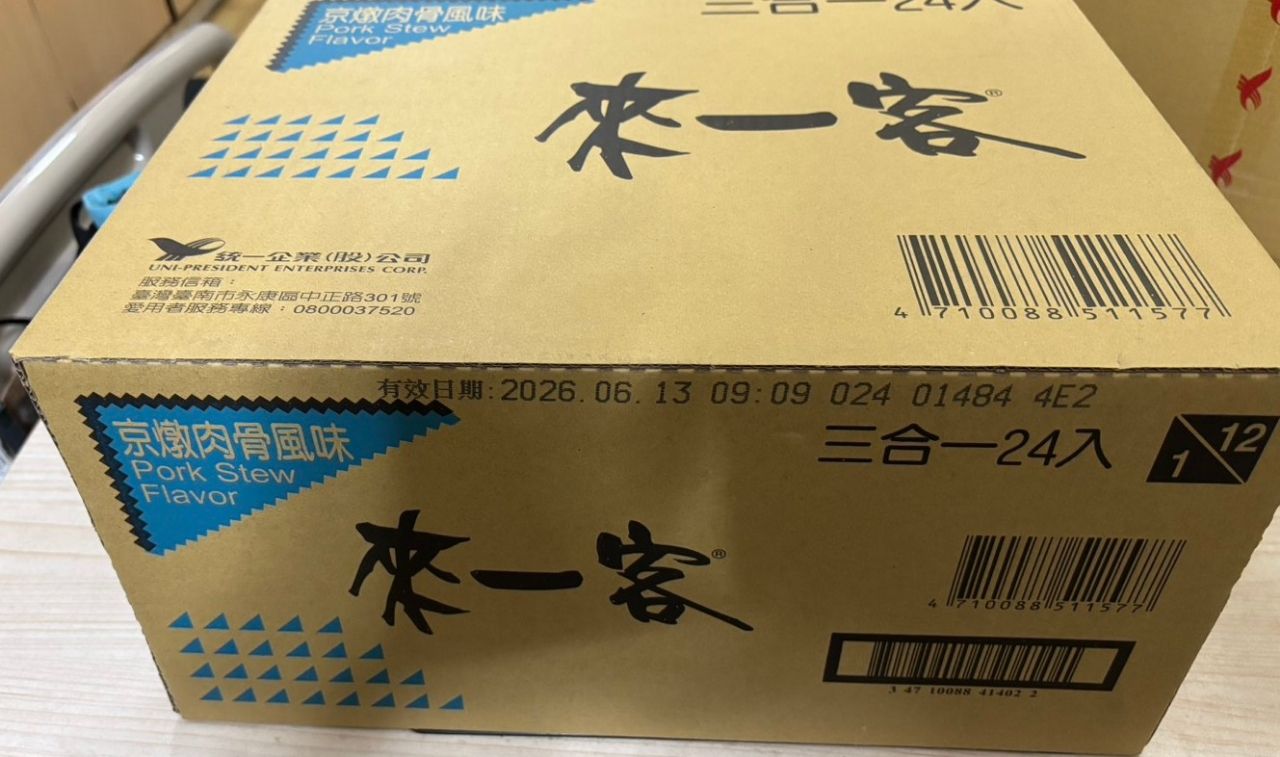 京燉肉骨風味
Pork Stew
Flavor
三合一24入
來一客®
統一企業(股)公司
UNI-PRESIDENT ENTERPRISES CORP.
服務信箱：
臺灣臺南市永康區中正路301號
愛用者服務專線：0800037520
4 710088 511577
有效日期:2026.06.13 09:09 024 01484 4E2
京燉肉骨風味
Pork Stew
Flavor
三合一24入
1 12
來一客®
4 710088 511577
3 47 10088 41402 2